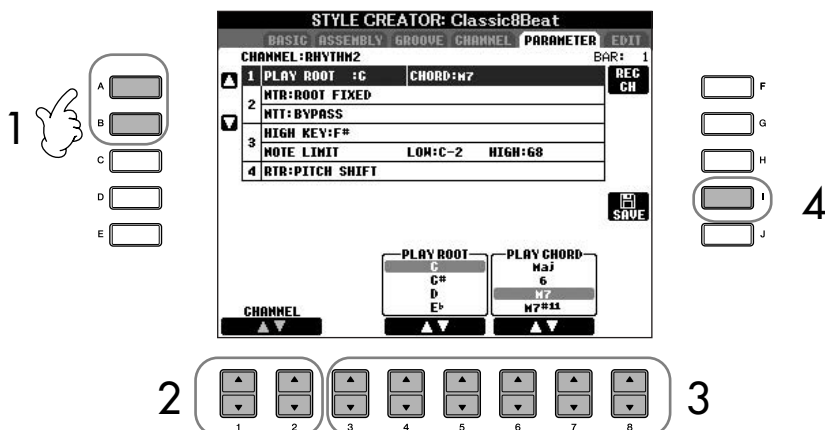 STYLE CREATOR: Classic8Beat
BASIC ASSEMBLY GROOVE CHANNEL PARAMETER EDIT
CHANNEL:RHYTHM2 BAR: 1
1 PLAY ROOT :C CHORD:M7 REC CH
2 NTR:ROOT FIXED
NTT:BYPASS
3 HIGH KEY:F#
NOTE LIMIT LOW:C-2 HIGH:G8
4 RTR:PITCH SHIFT
SAVE
PLAY ROOT PLAY CHORD
C Maj
C# 6
D M7
E♭ M7#11
CHANNEL
A
B
C
D
E
F
G
H
I
J
1
4
2
3
1 2 3 4 5 6 7 8